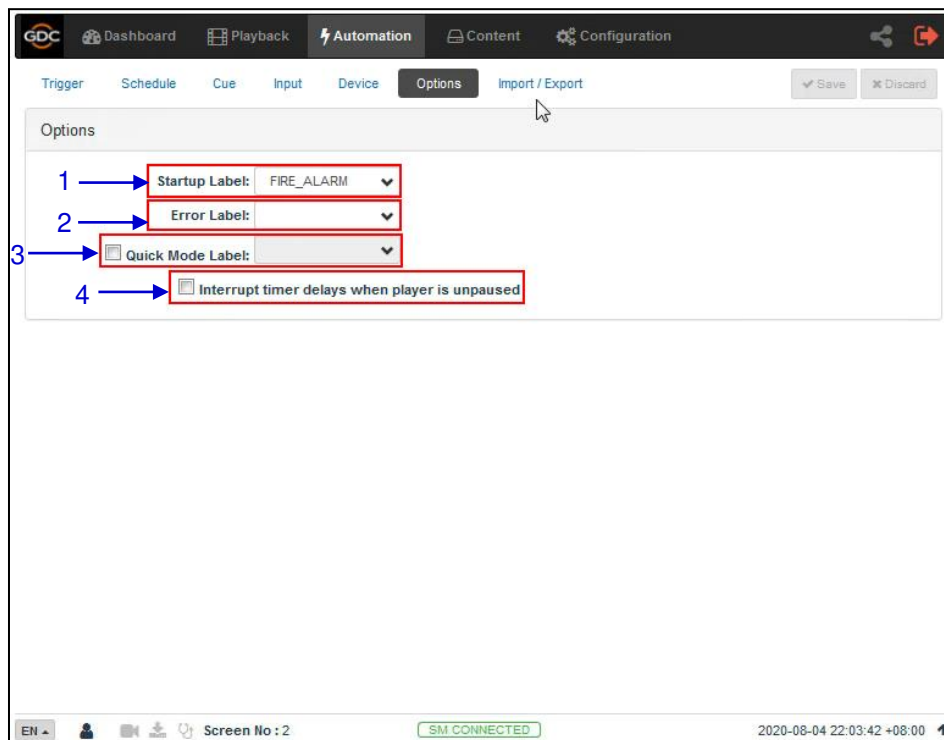 GDC Dashboard Playback Automation Content Configuration
Trigger Schedule Cue Input Device Options Import / Export Save Discard
Options
1 Startup Label: FIRE_ALARM
2 Error Label:
3 Quick Mode Label:
4 Interrupt timer delays when player is unpaused
EN Screen No : 2 SM CONNECTED 2020-08-04 22:03:42 +08:00